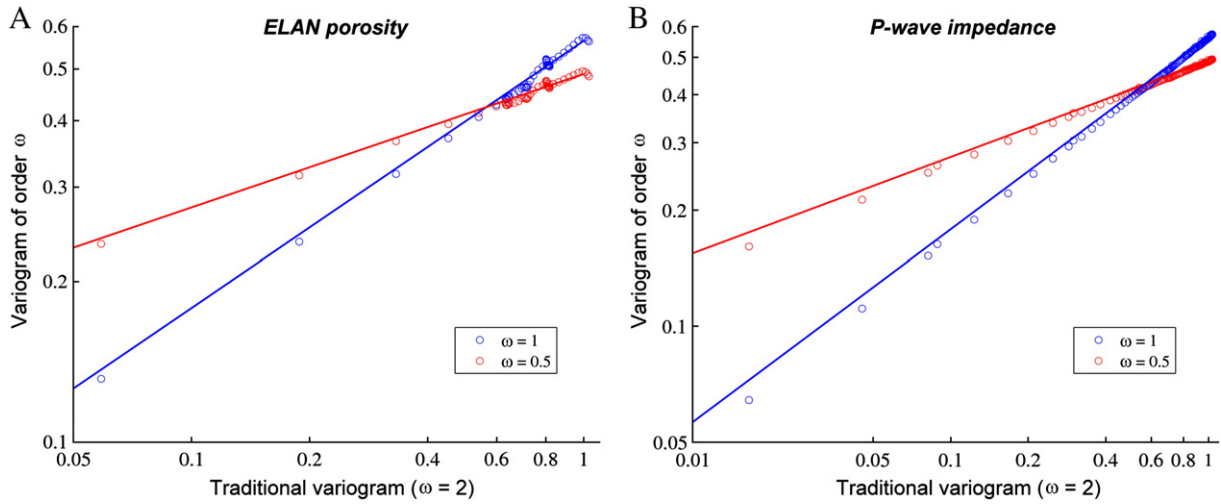 A
ELAN porosity
0.6
0.5
0.4
0.3
0.2
0.1
Variogram of order ω
ω = 1
ω = 0.5
0.05
0.1
0.2
0.4
0.6
0.8
1
Traditional variogram (ω = 2)
B
P-wave impedance
0.6
0.5
0.4
0.3
0.2
0.1
0.05
Variogram of order ω
ω = 1
ω = 0.5
0.01
0.05
0.1
0.2
0.4
0.6
0.8
1
Traditional variogram (ω = 2)